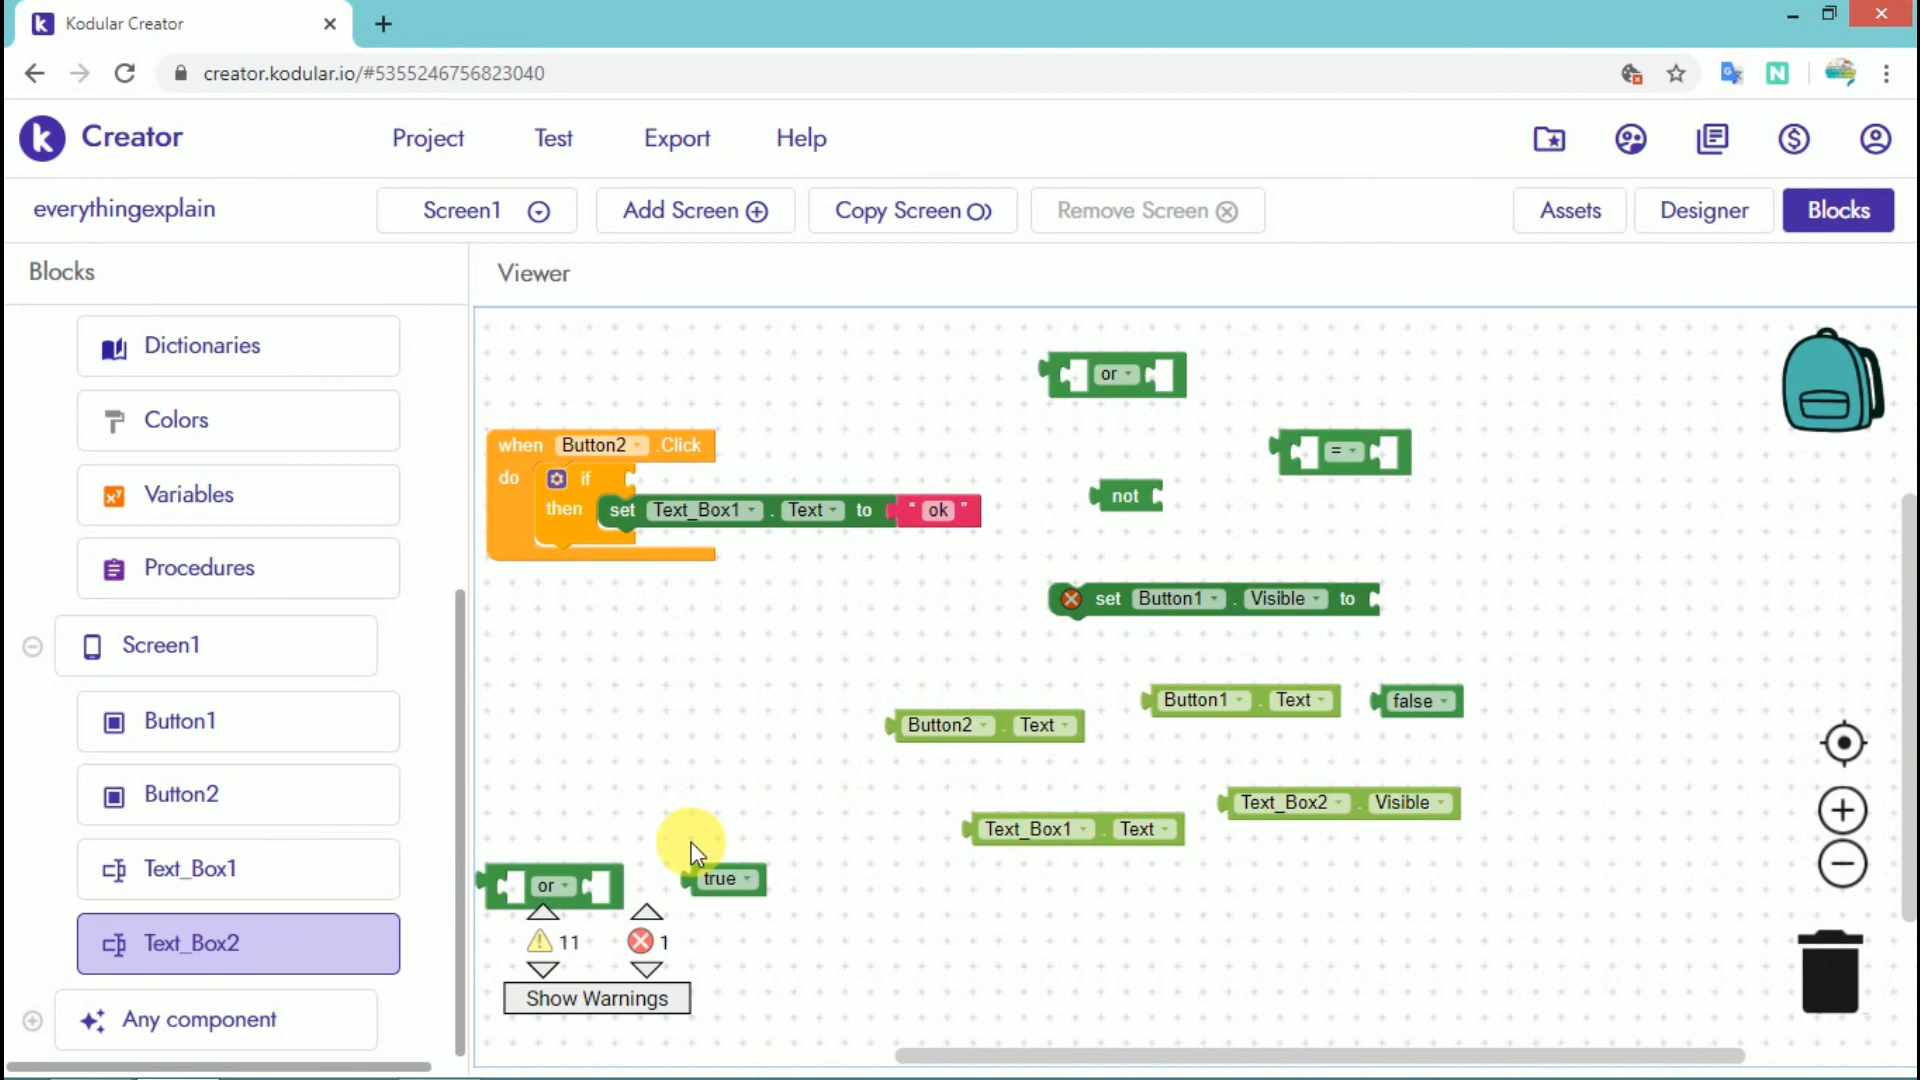 Kodular Creator
creator.kodular.io/#5355246756823040
Creator
Project
Test
Export
Help
everythingexplain
Screen1
Add Screen
Copy Screen
Remove Screen
Assets
Designer
Blocks
Blocks
Viewer
Dictionaries
Colors
Variables
Procedures
Screen1
Button1
Button2
Text_Box1
Text_Box2
Any component
or
=
when Button2 .Click
do if
then set Text_Box1 . Text to " ok "
not
set Button1 . Visible to
Button1 . Text
false
Button2 . Text
Text_Box2 . Visible
Text_Box1 . Text
or
true
11
1
Show Warnings